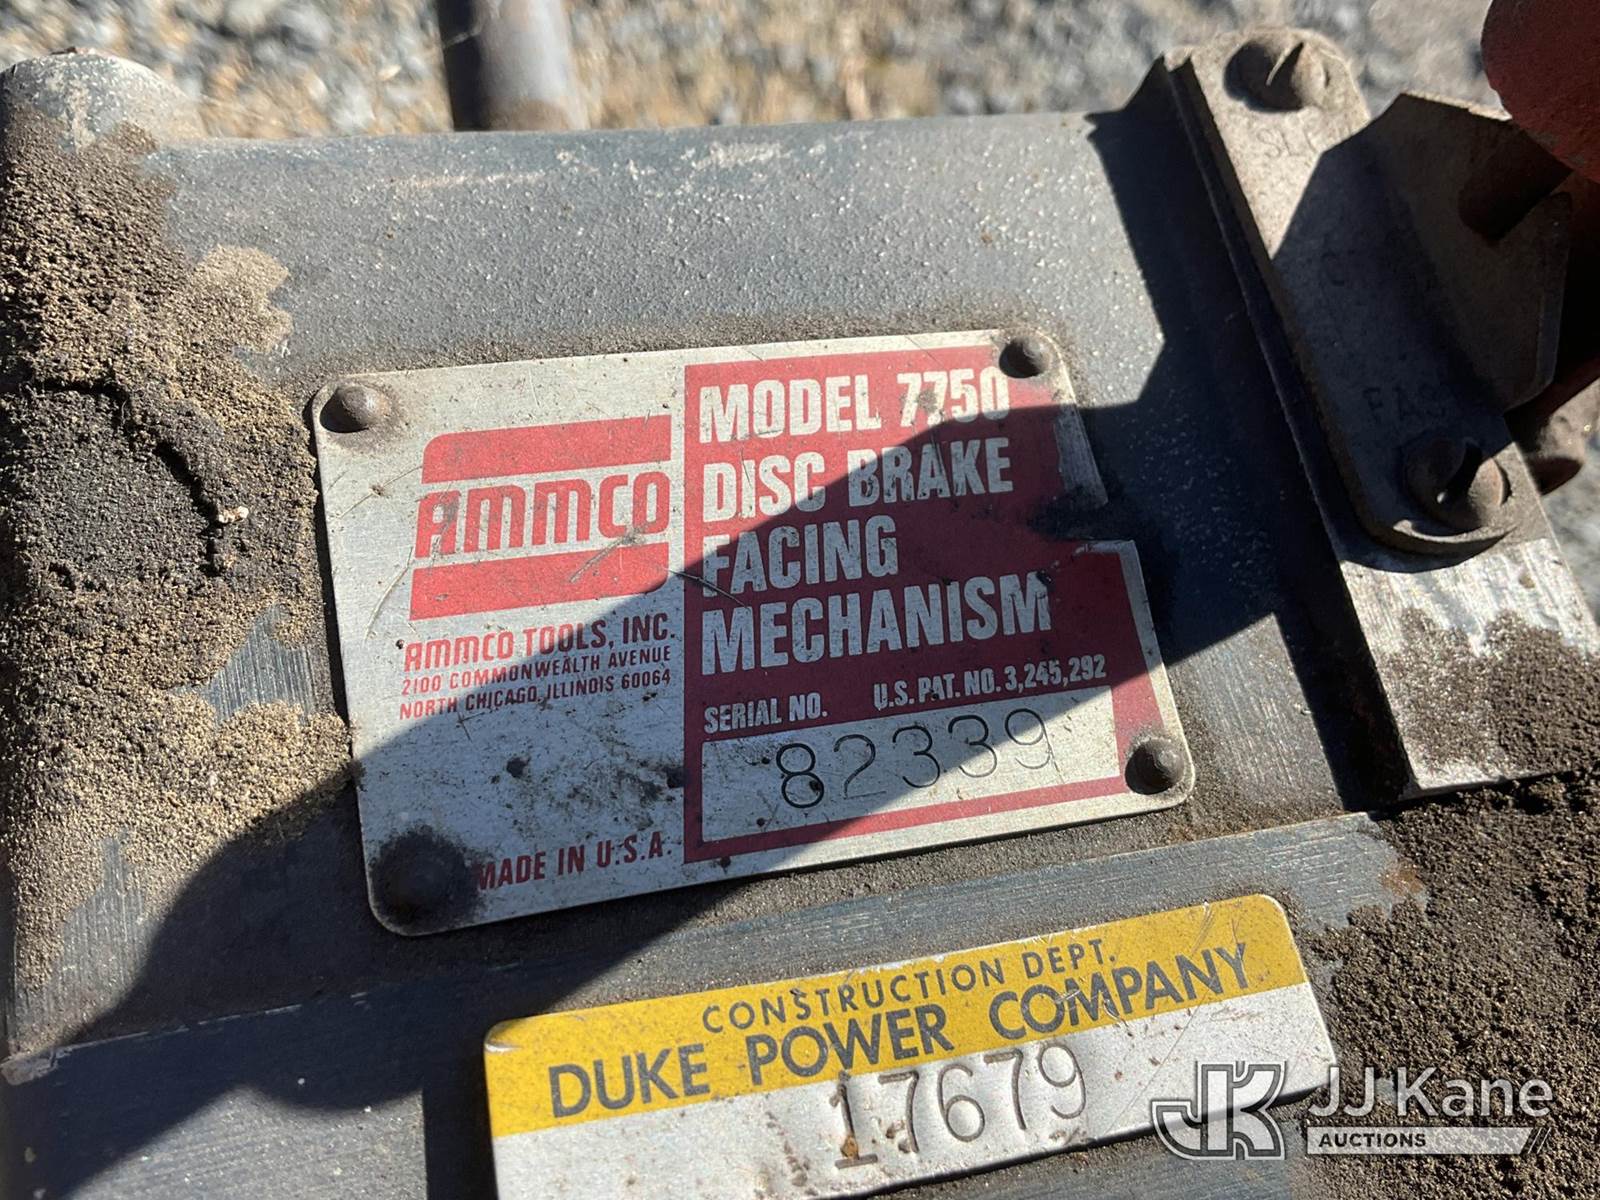 AMMCO
AMMCO TOOLS, INC.
2100 COMMONWEALTH AVENUE
NORTH CHICAGO, ILLINOIS 60064
MADE IN U.S.A.
MODEL 7750
DISC BRAKE
FACING
MECHANISM
SERIAL NO. U.S. PAT. NO. 3,245,292
82339
CONSTRUCTION DEPT.
DUKE POWER COMPANY
17679
JK JJ Kane
AUCTIONS